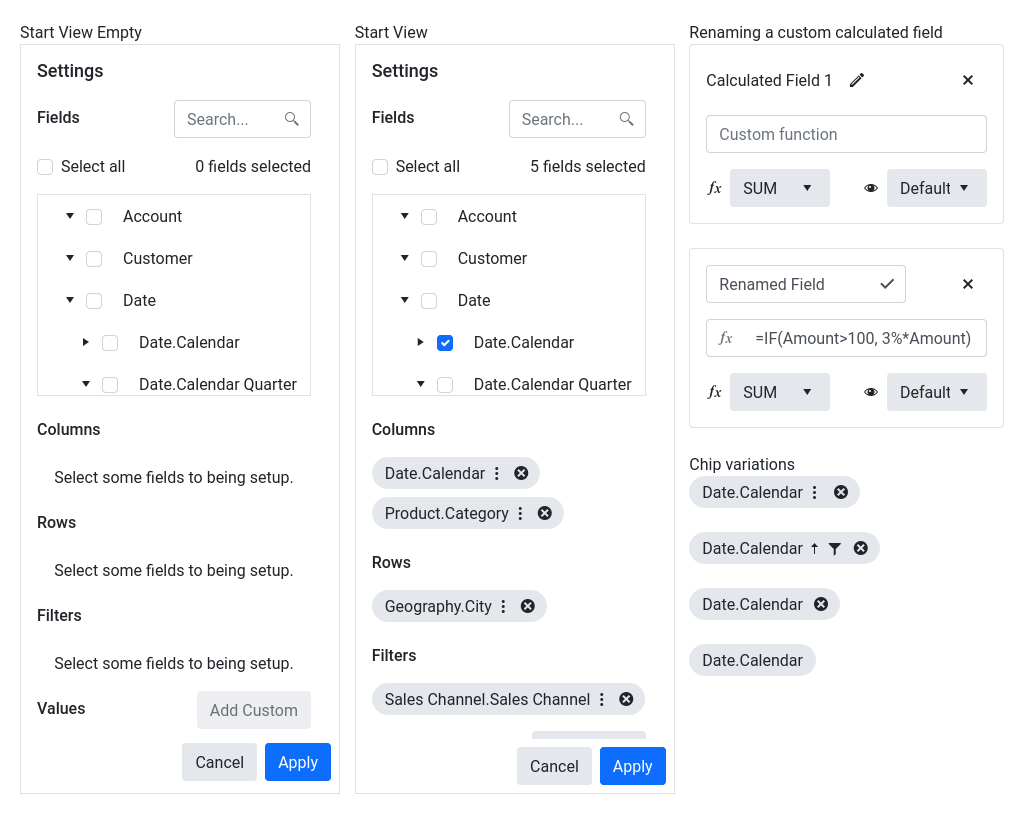 Start View Empty
Settings
Fields
Search...
Select all
0 fields selected
Account
Customer
Date
Date.Calendar
Date.Calendar Quarter
Columns
Select some fields to being setup.
Rows
Select some fields to being setup.
Filters
Select some fields to being setup.
Values
Add Custom
Cancel
Apply
Start View
Settings
Fields
Search...
Select all
5 fields selected
Account
Customer
Date
Date.Calendar
Date.Calendar Quarter
Columns
Date.Calendar
Product.Category
Rows
Geography.City
Filters
Sales Channel.Sales Channel
Cancel
Apply
Renaming a custom calculated field
Calculated Field 1
Custom function
fx
SUM
Default
Renamed Field
fx
=IF(Amount>100, 3%*Amount)
fx
SUM
Default
Chip variations
Date.Calendar
Date.Calendar
Date.Calendar
Date.Calendar